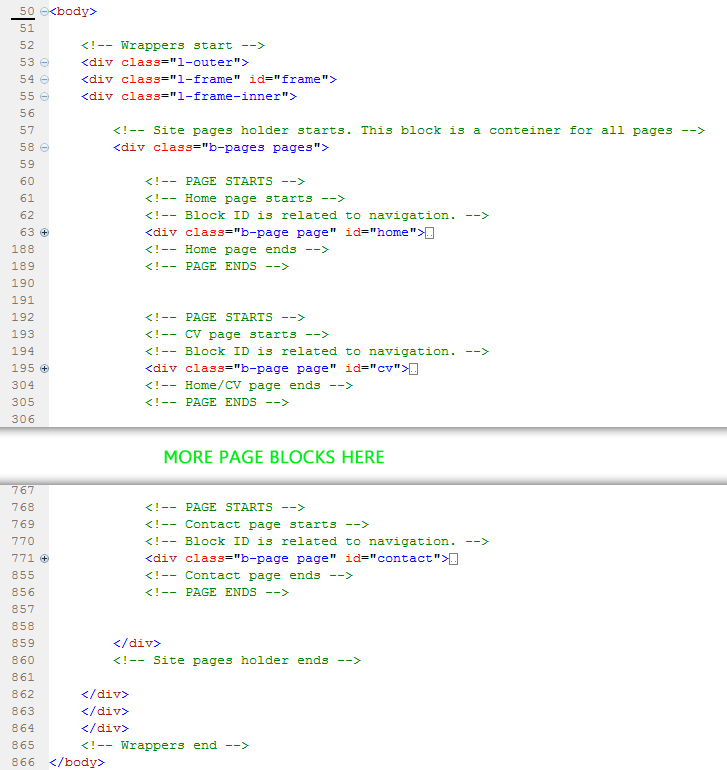 50 <body>
51
52 <!-- Wrappers start -->
53 <div class="l-outer">
54 <div class="l-frame" id="frame">
55 <div class="l-frame-inner">
56
57 <!-- Site pages holder starts. This block is a conteiner for all pages -->
58 <div class="b-pages pages">
59
60 <!-- PAGE STARTS -->
61 <!-- Home page starts -->
62 <!-- Block ID is related to navigation. -->
63 <div class="b-page page" id="home">..
188 <!-- Home page ends -->
189 <!-- PAGE ENDS -->
190
191
192 <!-- PAGE STARTS -->
193 <!-- CV page starts -->
194 <!-- Block ID is related to navigation. -->
195 <div class="b-page page" id="cv">..
304 <!-- Home/CV page ends -->
305 <!-- PAGE ENDS -->
306
MORE PAGE BLOCKS HERE
767
768 <!-- PAGE STARTS -->
769 <!-- Contact page starts -->
770 <!-- Block ID is related to navigation. -->
771 <div class="b-page page" id="contact">..
855 <!-- Contact page ends -->
856 <!-- PAGE ENDS -->
857
858
859 </div>
860 <!-- Site pages holder ends -->
861
862 </div>
863 </div>
864 </div>
865 <!-- Wrappers end -->
866 </body>